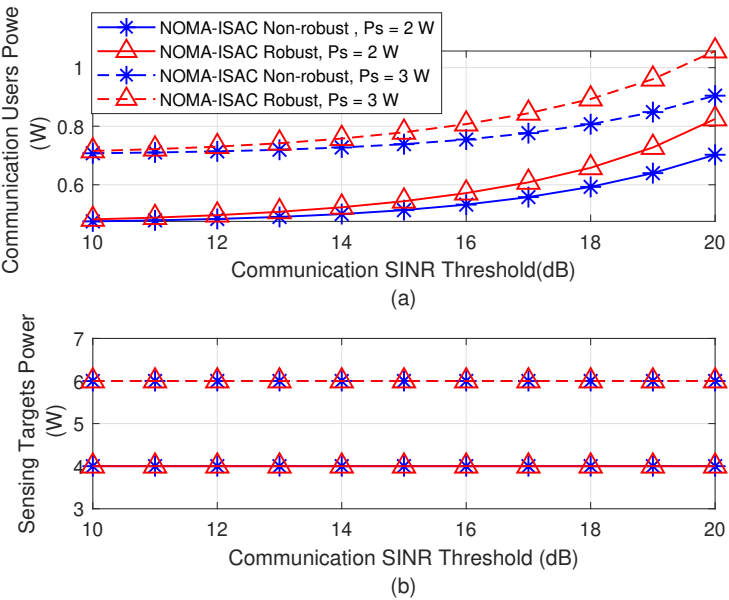 Communication Users Power
(W)
NOMA-ISAC Non-robust , Ps = 2 W
NOMA-ISAC Robust, Ps = 2 W
NOMA-ISAC Non-robust, Ps = 3 W
NOMA-ISAC Robust, Ps = 3 W
1
0.8
0.6
10 12 14 16 18 20
Communication SINR Threshold(dB)
(a)
Sensing Targets Power
(W)
7
6
5
4
3
10 12 14 16 18 20
Communication SINR Threshold (dB)
(b)